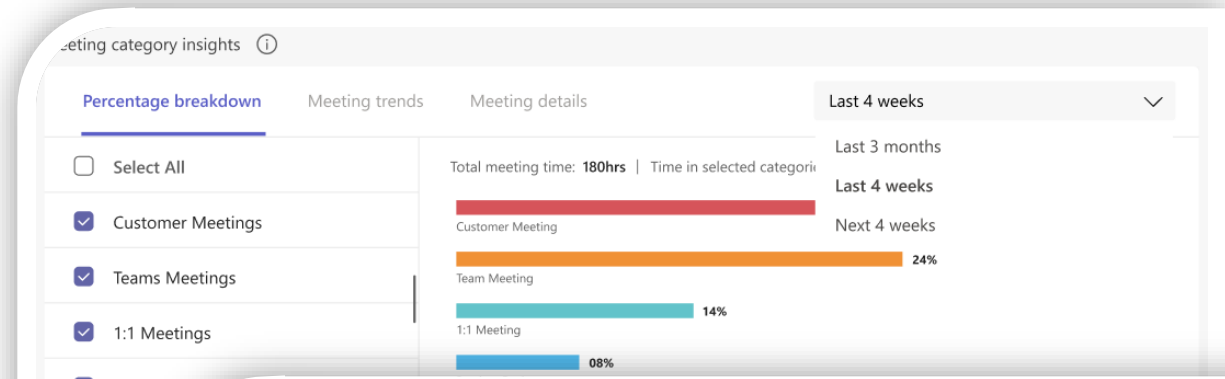 category insights
Percentage breakdown Meeting trends Meeting details Last 4 weeks
Last 3 months
Last 4 weeks
Next 4 weeks
Select All
Customer Meetings
Teams Meetings
1:1 Meetings
Total meeting time: 180hrs | Time in selected
Customer Meeting
24%
Team Meeting
14%
1:1 Meeting
08%